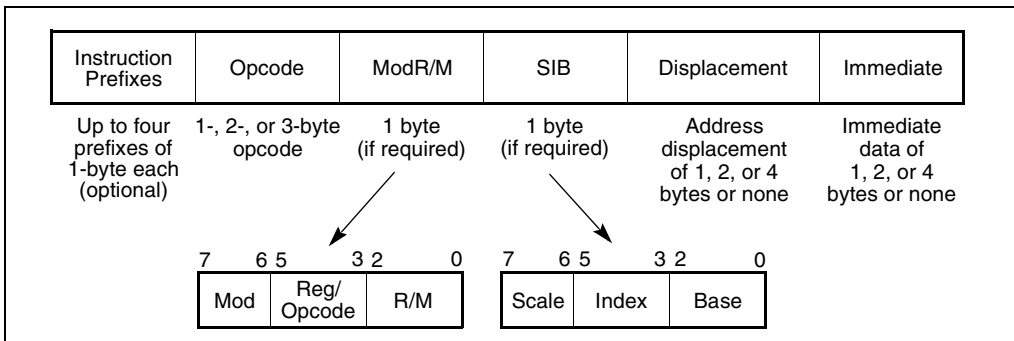 Instruction
Prefixes
Opcode
ModR/M
SIB
Displacement
Immediate
Up to four
prefixes of
1-byte each
(optional)
1-, 2-, or 3-byte
opcode
1 byte
(if required)
1 byte
(if required)
Address
displacement
of 1, 2, or 4
bytes or none
Immediate
data of
1, 2, or 4
bytes or none
7 6 5 3 2 0
Mod
Reg/
Opcode
R/M
7 6 5 3 2 0
Scale
Index
Base